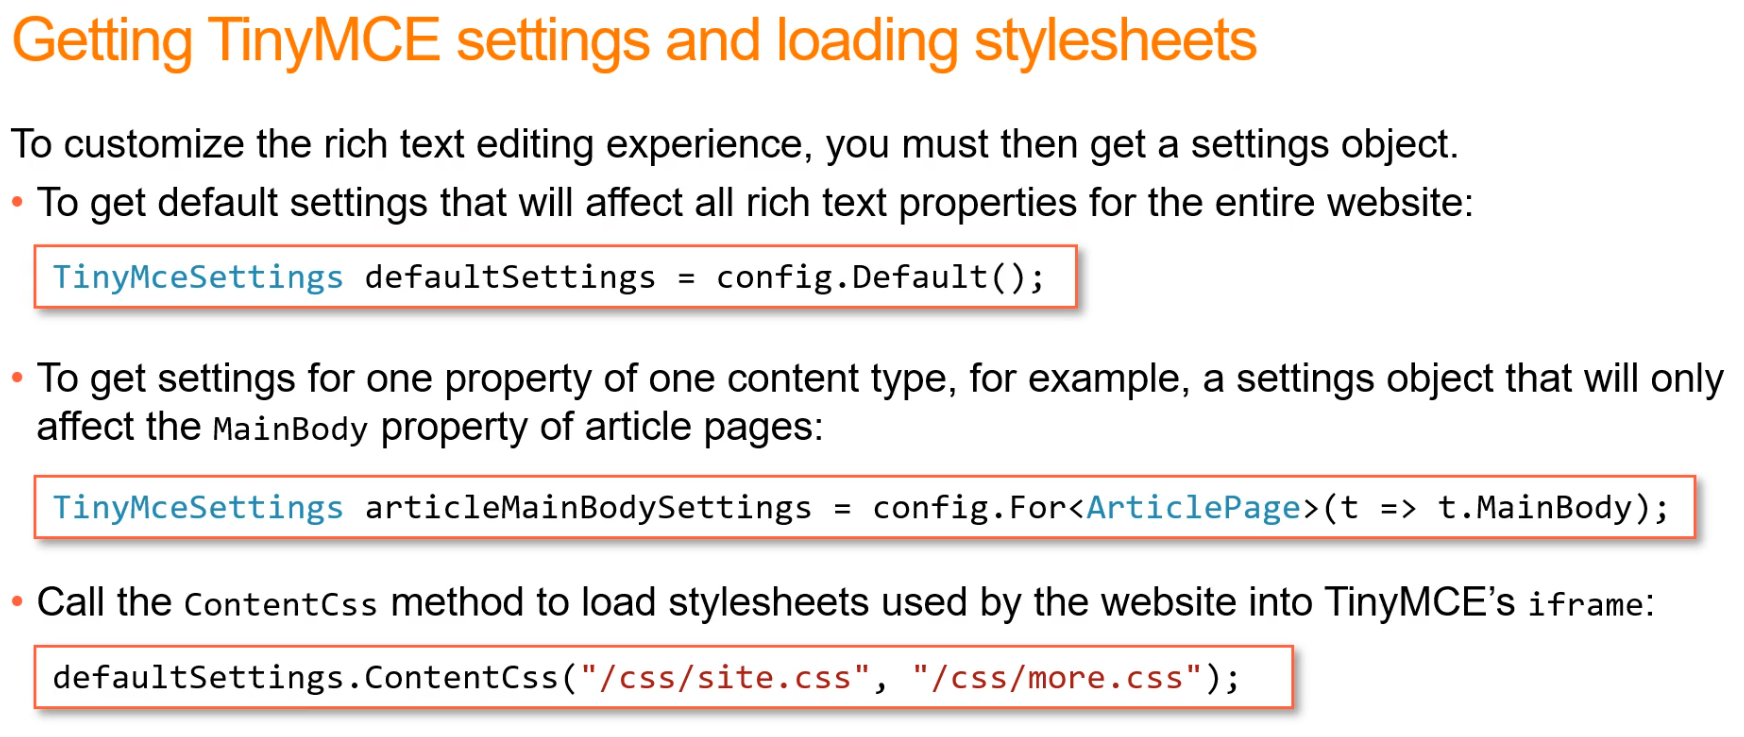 Getting TinyMCE settings and loading stylesheets
To customize the rich text editing experience, you must then get a settings object.
• To get default settings that will affect all rich text properties for the entire website:
TinyMceSettings defaultSettings = config.Default();
• To get settings for one property of one content type, for example, a settings object that will only
affect the MainBody property of article pages:
TinyMceSettings articleMainBodySettings = config.For<ArticlePage>(t => t.MainBody);
• Call the ContentCss method to load stylesheets used by the website into TinyMCE’s iframe:
defaultSettings.ContentCss("/css/site.css", "/css/more.css");